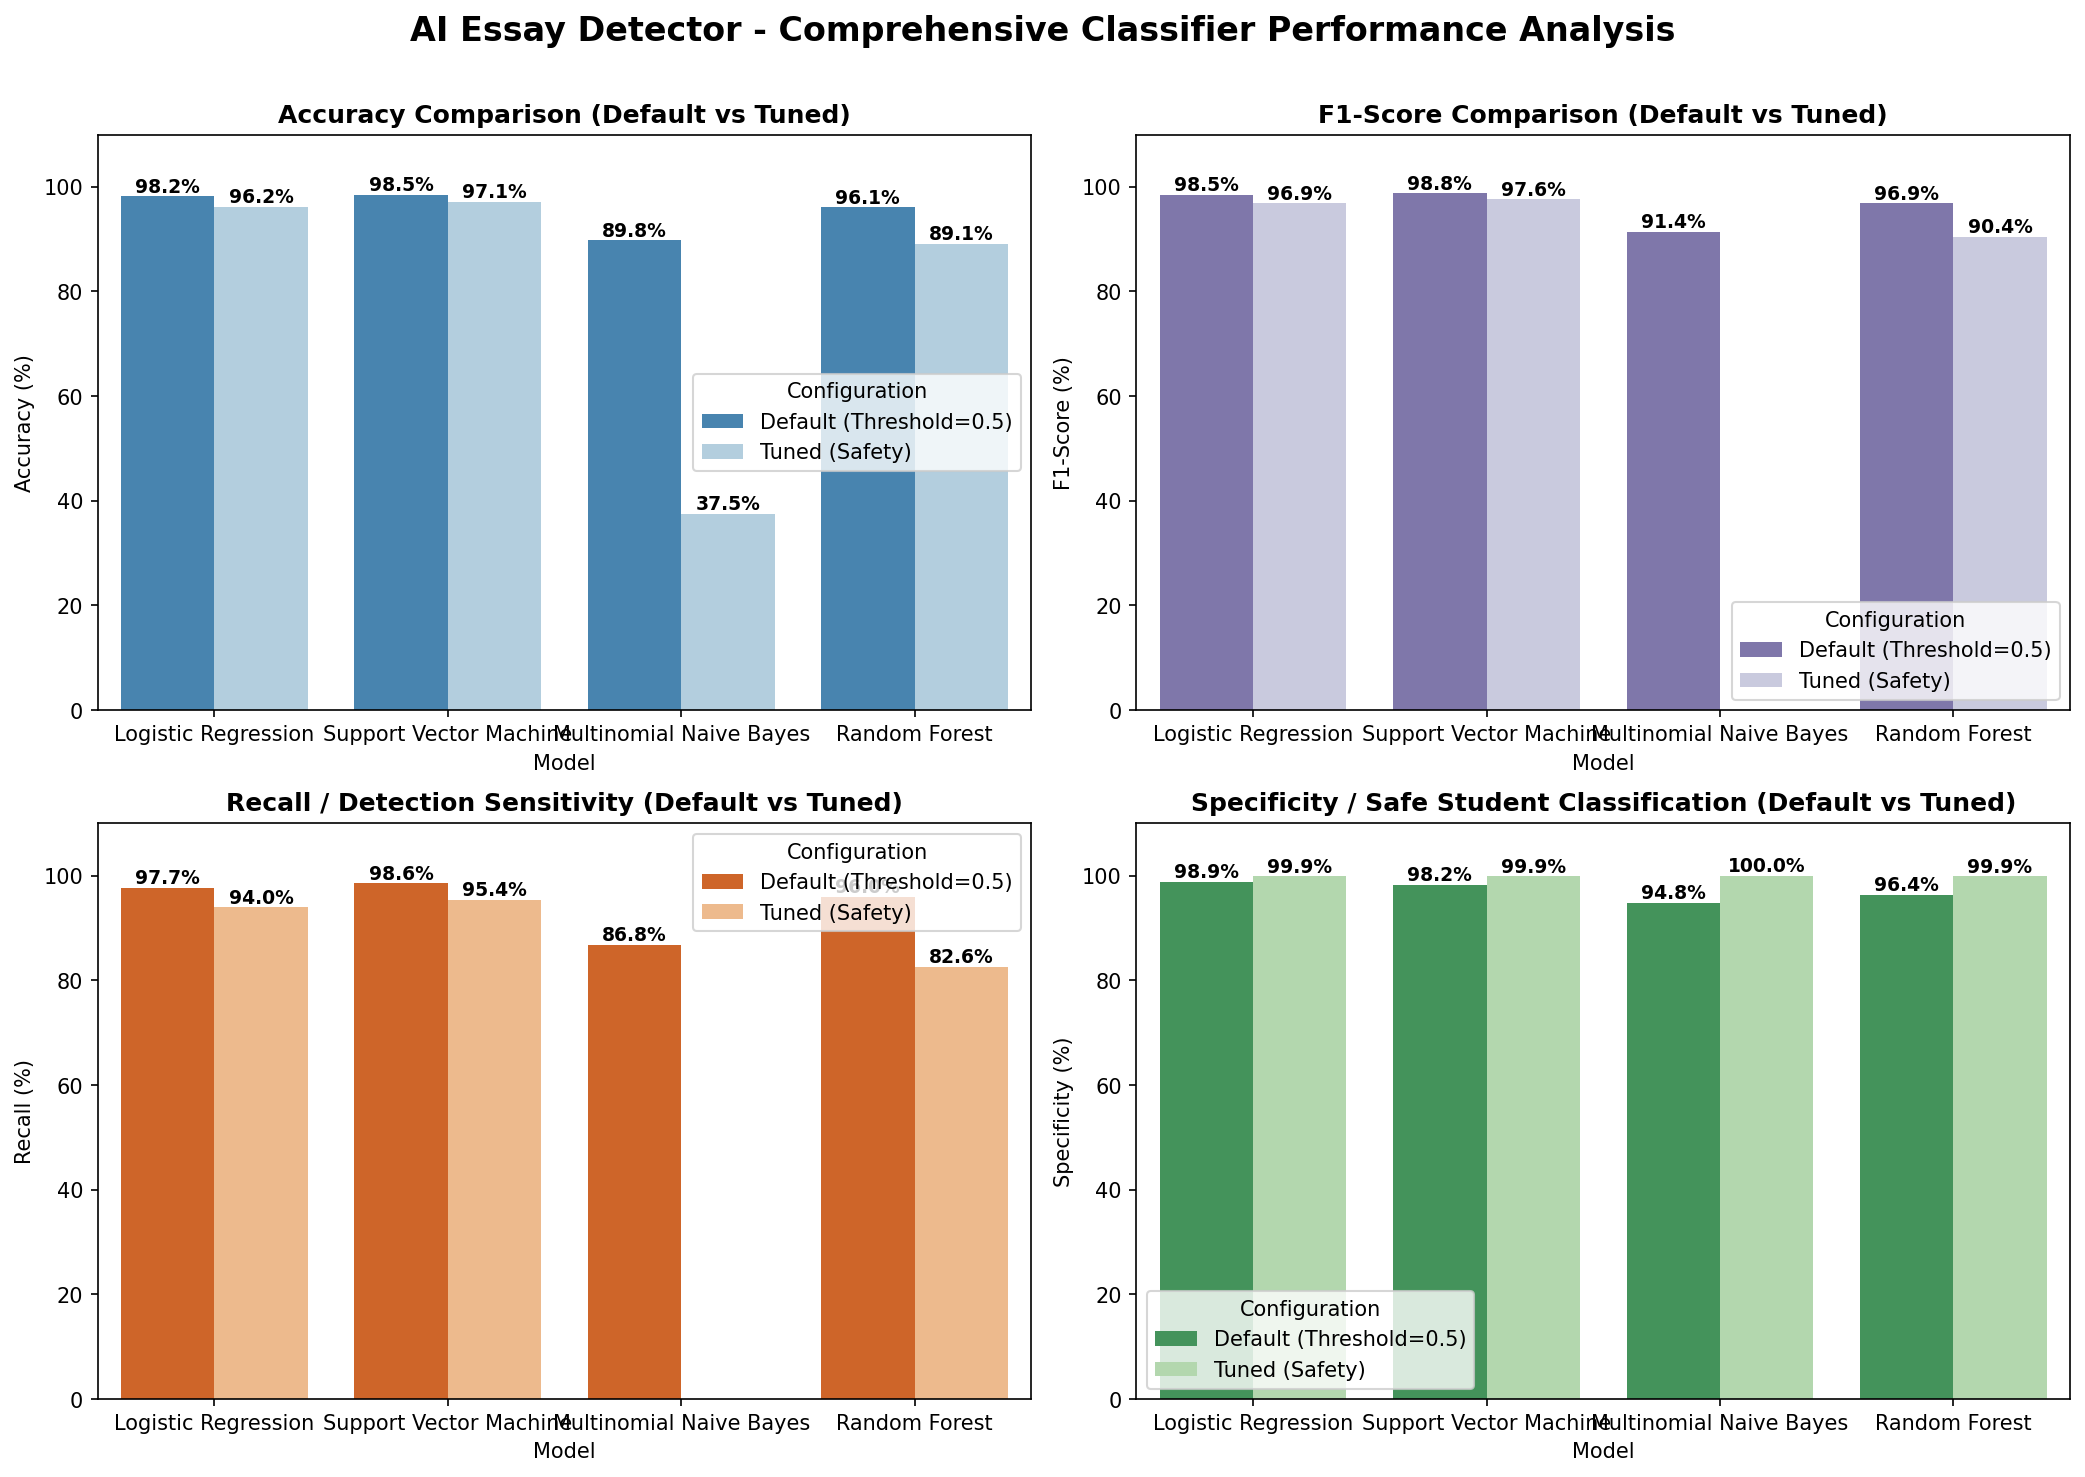 AI Essay Detector - Comprehensive Classifier Performance Analysis
Accuracy Comparison (Default vs Tuned)
Accuracy (%)
100
80
60
40
20
0
98.2%
96.2%
98.5%
97.1%
89.8%
37.5%
96.1%
89.1%
Configuration
Default (Threshold=0.5)
Tuned (Safety)
Logistic Regression
Support Vector Machine
Multinomial Naive Bayes
Random Forest
Model
F1-Score Comparison (Default vs Tuned)
F1-Score (%)
100
80
60
40
20
0
98.5%
96.9%
98.8%
97.6%
91.4%
96.9%
90.4%
Configuration
Default (Threshold=0.5)
Tuned (Safety)
Logistic Regression
Support Vector Machine
Multinomial Naive Bayes
Random Forest
Model
Recall / Detection Sensitivity (Default vs Tuned)
Recall (%)
100
80
60
40
20
0
97.7%
94.0%
98.6%
95.4%
86.8%
82.6%
Configuration
Default (Threshold=0.5)
Tuned (Safety)
Logistic Regression
Support Vector Machine
Multinomial Naive Bayes
Random Forest
Model
Specificity / Safe Student Classification (Default vs Tuned)
Specificity (%)
100
80
60
40
20
0
98.9%
99.9%
98.2%
99.9%
94.8%
100.0%
96.4%
99.9%
Configuration
Default (Threshold=0.5)
Tuned (Safety)
Logistic Regression
Support Vector Machine
Multinomial Naive Bayes
Random Forest
Model